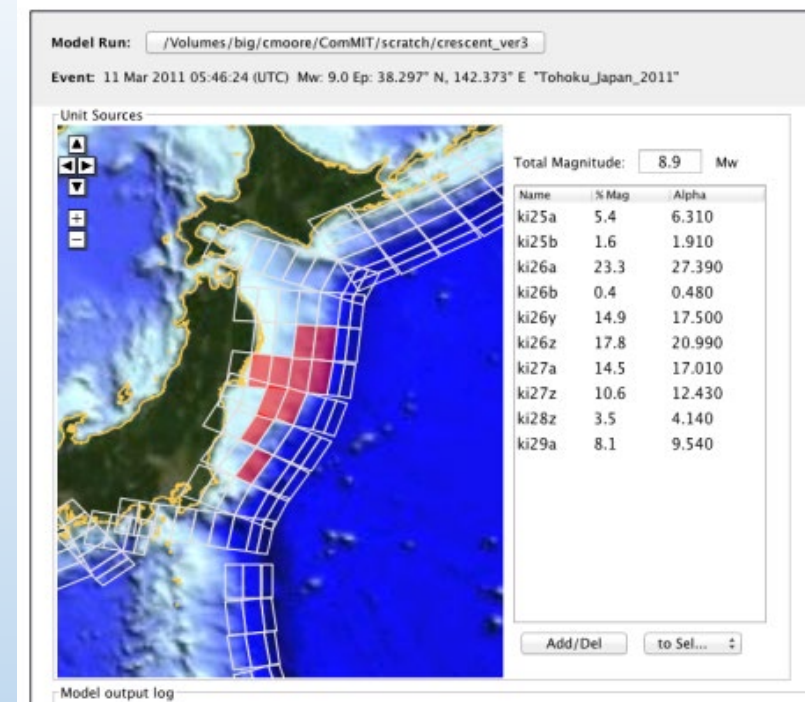 Model Run: /Volumes/big/cmoore/ComMIT/scratch/crescent_ver3
Event: 11 Mar 2011 05:46:24 (UTC) Mw: 9.0 Ep: 38.297° N, 142.373° E "Tohoku_Japan_2011"
Unit Sources
Total Magnitude: 8.9 Mw
Name % Mag Alpha
ki25a 5.4 6.310
ki25b 1.6 1.910
ki26a 23.3 27.390
ki26b 0.4 0.480
ki26y 14.9 17.500
ki26z 17.8 20.990
ki27a 14.5 17.010
ki27z 10.6 12.430
ki28z 3.5 4.140
ki29a 8.1 9.540
Add/Del to Sel...
Model output log